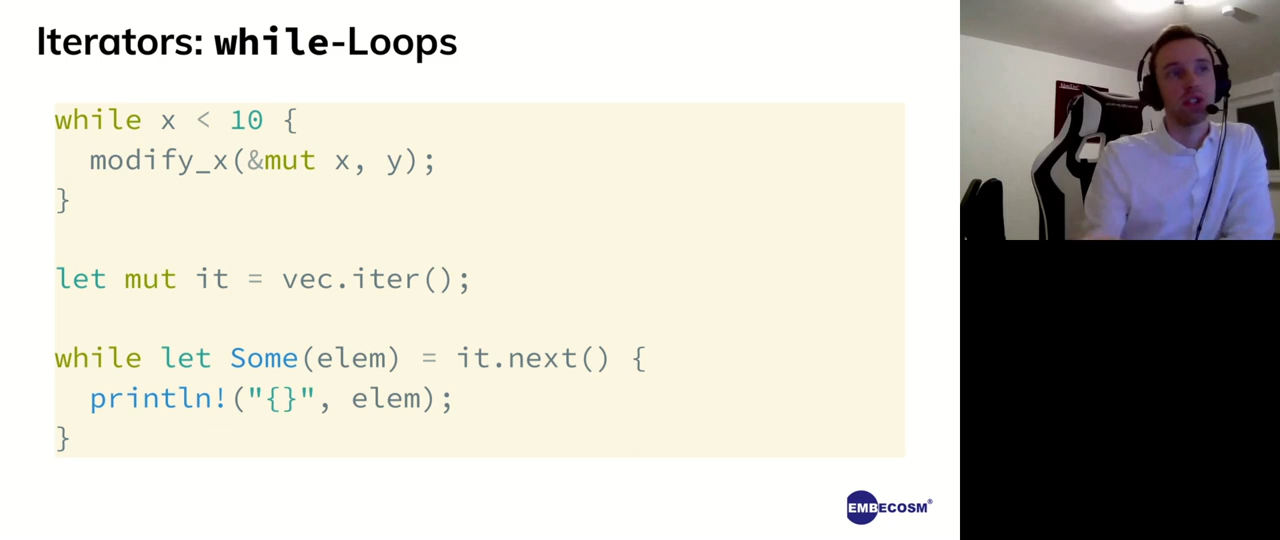 Iterators: while-Loops
while x < 10 {
  modify_x(&mut x, y);
}
let mut it = vec.iter();
while let Some(elem) = it.next() {
  println!("{}", elem);
}
EMBECOSM®